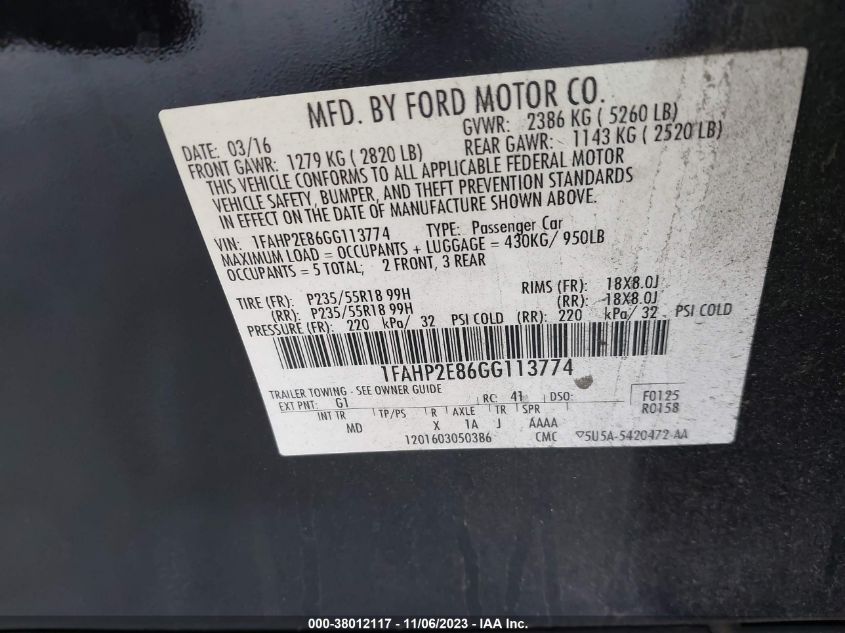 MFD. BY FORD MOTOR CO.
DATE: 03/16 GVWR: 2386 KG ( 5260 LB)
FRONT GAWR: 1279 KG ( 2820 LB) REAR GAWR: 1143 KG ( 2520 LB)
THIS VEHICLE CONFORMS TO ALL APPLICABLE FEDERAL MOTOR
VEHICLE SAFETY, BUMPER, AND THEFT PREVENTION STANDARDS
IN EFFECT ON THE DATE OF MANUFACTURE SHOWN ABOVE.
VIN: 1FAHP2E86GG113774 TYPE: Passenger Car
MAXIMUM LOAD = OCCUPANTS + LUGGAGE = 430KG/ 950LB
OCCUPANTS = 5 TOTAL; 2 FRONT, 3 REAR
TIRE (FR): P235/55R18 99H RIMS (FR): 18X8.0J
(RR): P235/55R18 99H (RR): 18X8.0J
PRESSURE (FR): 220 kPa/ 32 PSI COLD (RR): 220 kPa/ 32 PSI COLD
1FAHP2E86GG113774
TRAILER TOWING - SEE OWNER GUIDE
EXT PNT: G1 RC: 41 DSO: F0125
INT TR TP/PS R AXLE TR SPR R0158
MD X 1A J AAAA
1201603050386 CMC 5U5A-5420472-AA
000-38012117 - 11/06/2023 - IAA Inc.